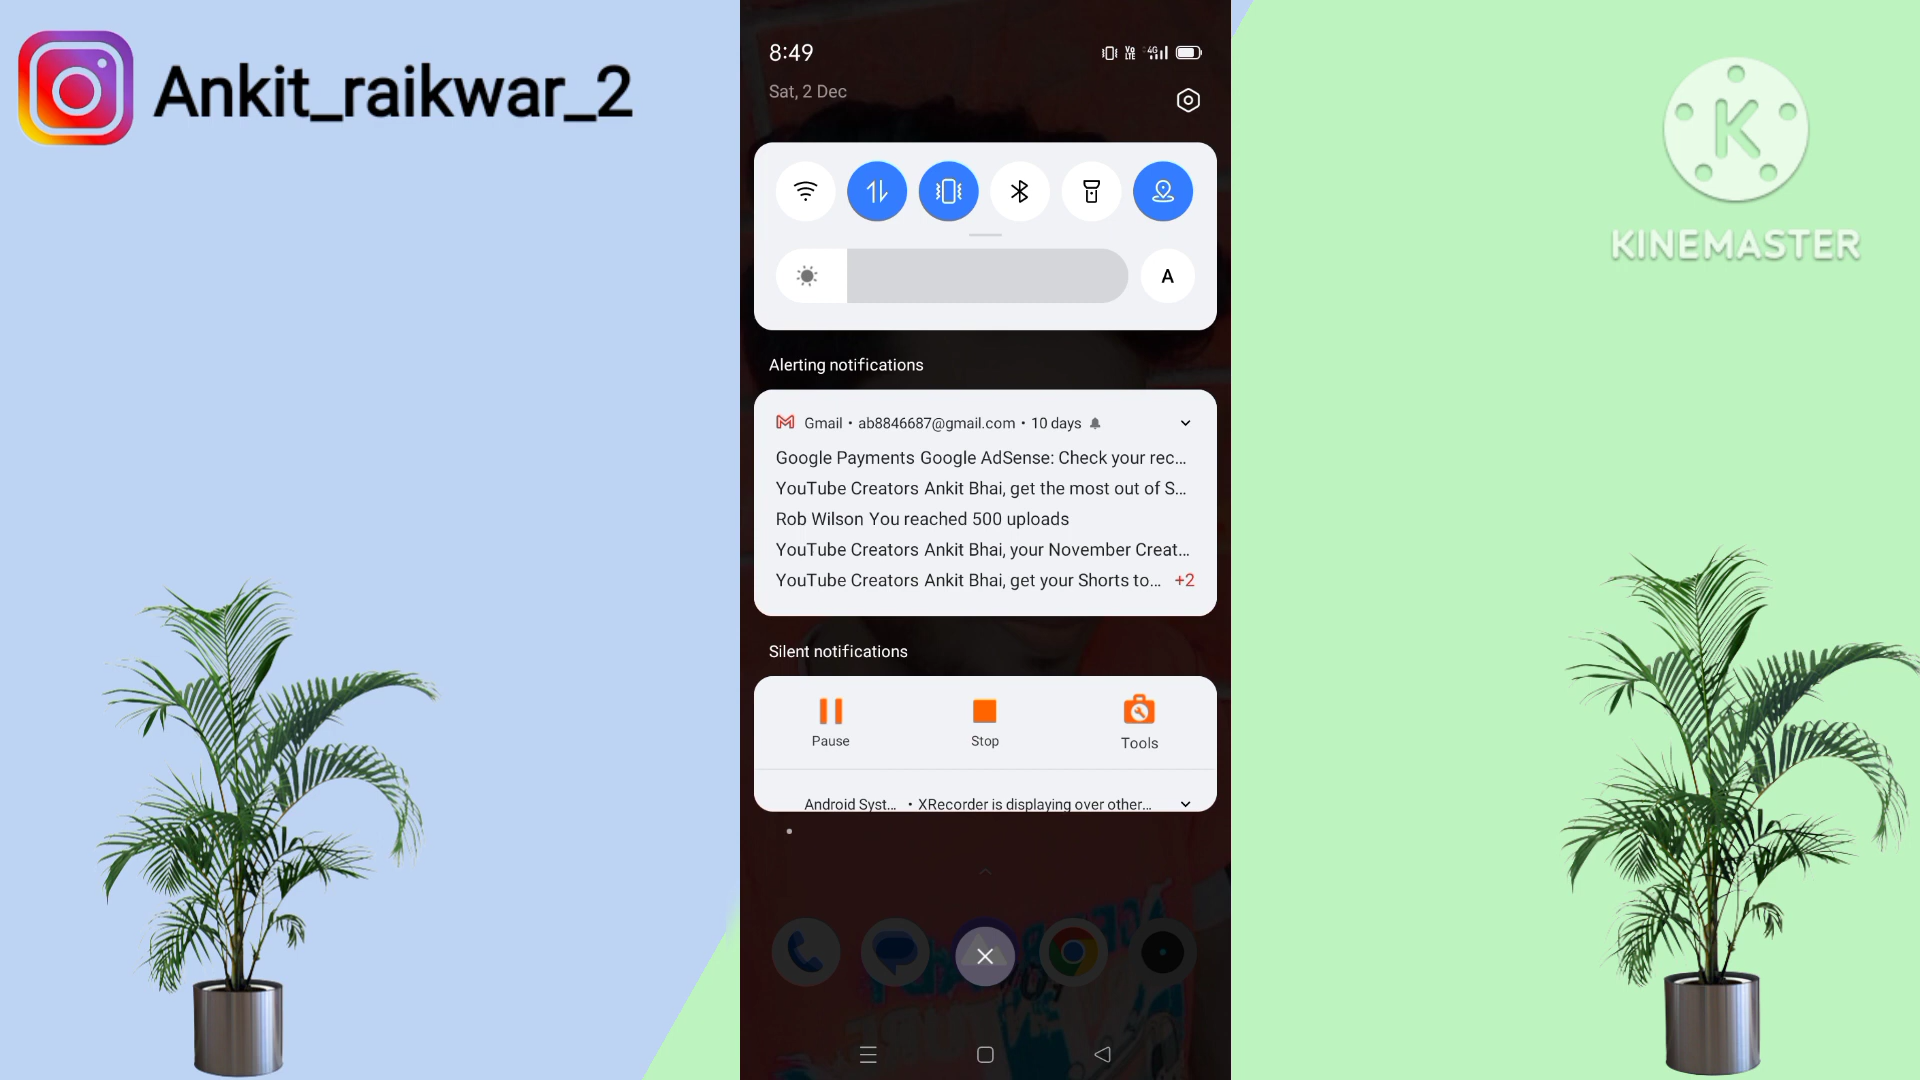 Ankit_raikwar_2
KINEMASTER
8:49
Vo LTE 4G
Sat, 2 Dec
A
Alerting notifications
Gmail • ab8846687@gmail.com • 10 days
Google Payments Google AdSense: Check your rec...
YouTube Creators Ankit Bhai, get the most out of S...
Rob Wilson You reached 500 uploads
YouTube Creators Ankit Bhai, your November Creat...
YouTube Creators Ankit Bhai, get your Shorts to... +2
Silent notifications
Pause Stop Tools
Android Syst... • XRecorder is displaying over other...